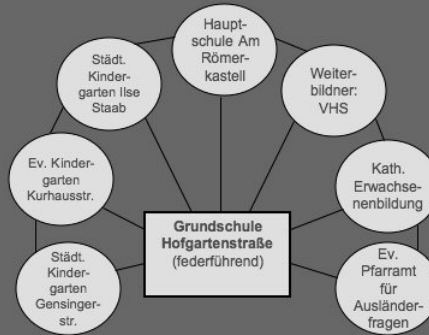 Haupt-
schule Am
Römer-
kastell
Städt.
Kinder-
garten Ilse
Staab
Weiter-
bildner:
VHS
Ev. Kinder-
garten
Kurhausstr.
Kath.
Erwachse-
nenbildung
Grundschule
Hofgartenstraße
(federführend)
Städt.
Kinder-
garten
Gensinger-
str.
Ev.
Pfarramt
für
Ausländer-
fragen